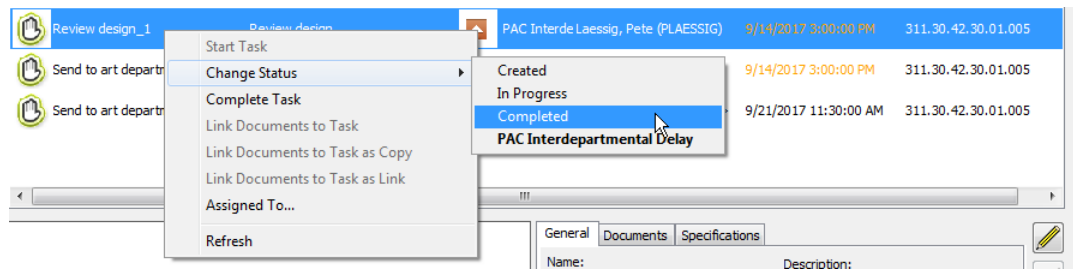 Review design_1 Review design PAC Interde Laessig, Pete (PLAESSIG) 9/14/2017 3:00:00 PM 311.30.42.30.01.005
Start Task
Send to art departr Change Status Created 9/14/2017 3:00:00 PM 311.30.42.30.01.005
In Progress
Complete Task
Send to art departr Link Documents to Task Completed 9/21/2017 11:30:00 AM 311.30.42.30.01.005
PAC Interdepartmental Delay
Link Documents to Task as Copy
Link Documents to Task as Link
Assigned To...
Refresh
General Documents Specifications
Name: Description: